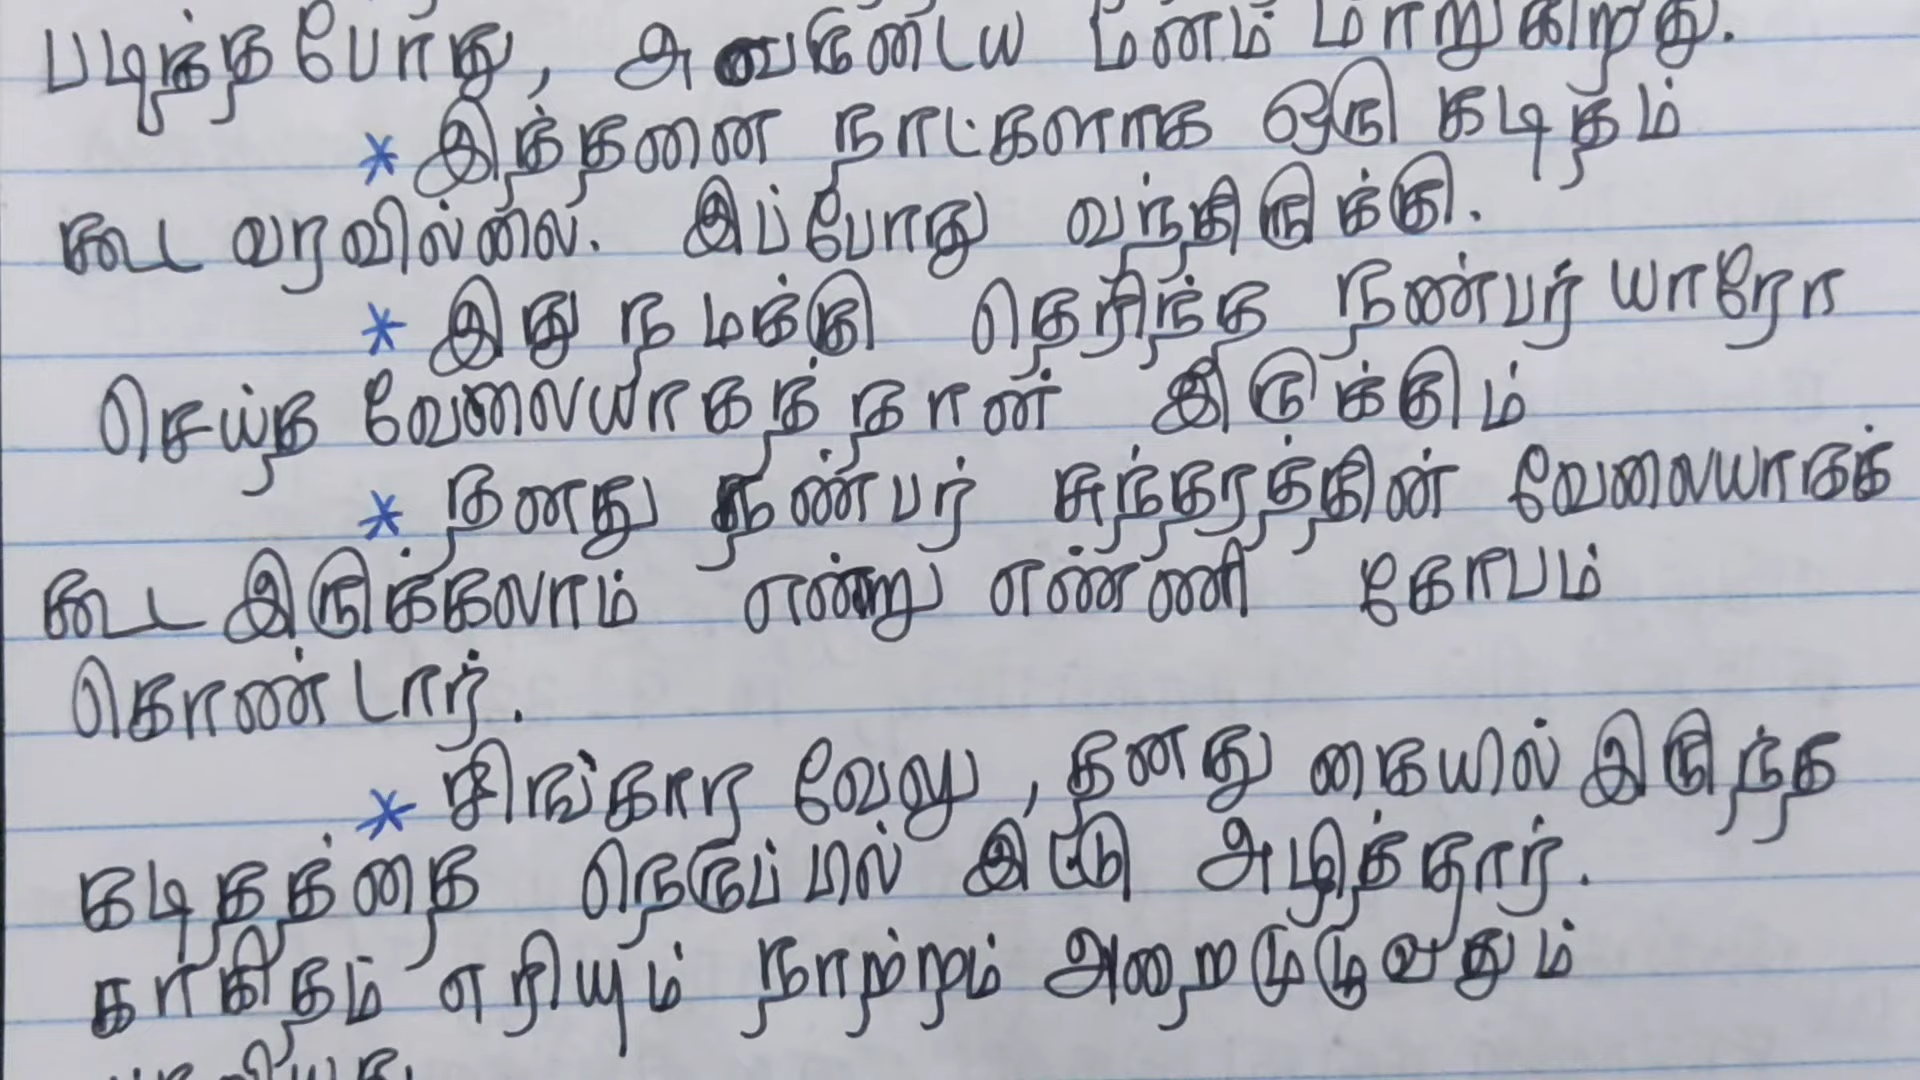 படித்த போது, அவருடைய மனம் மாறுகிறது.
* இத்தனை நாட்களாக ஒரு கடிதம்
கூட வரவில்லை. இப்போது வந்திருக்கு.
* இது நமக்கு தெரிந்த நண்பர் யாரோ
செய்த வேலையாகத் தான் இருக்கும்
* தனது நண்பர் சுந்தரத்தின் வேலையாகக்
கூட இருக்கலாம் என்று எண்ணி கோபம்
கொண்டார்.
* சிங்கார வேலு, தனது கையில் இருந்த
கடிதத்தை நெருப்பில் இட்டு அழித்தார்.
காகிதம் எரியும் நாற்றம் அறைமுழுவதும்